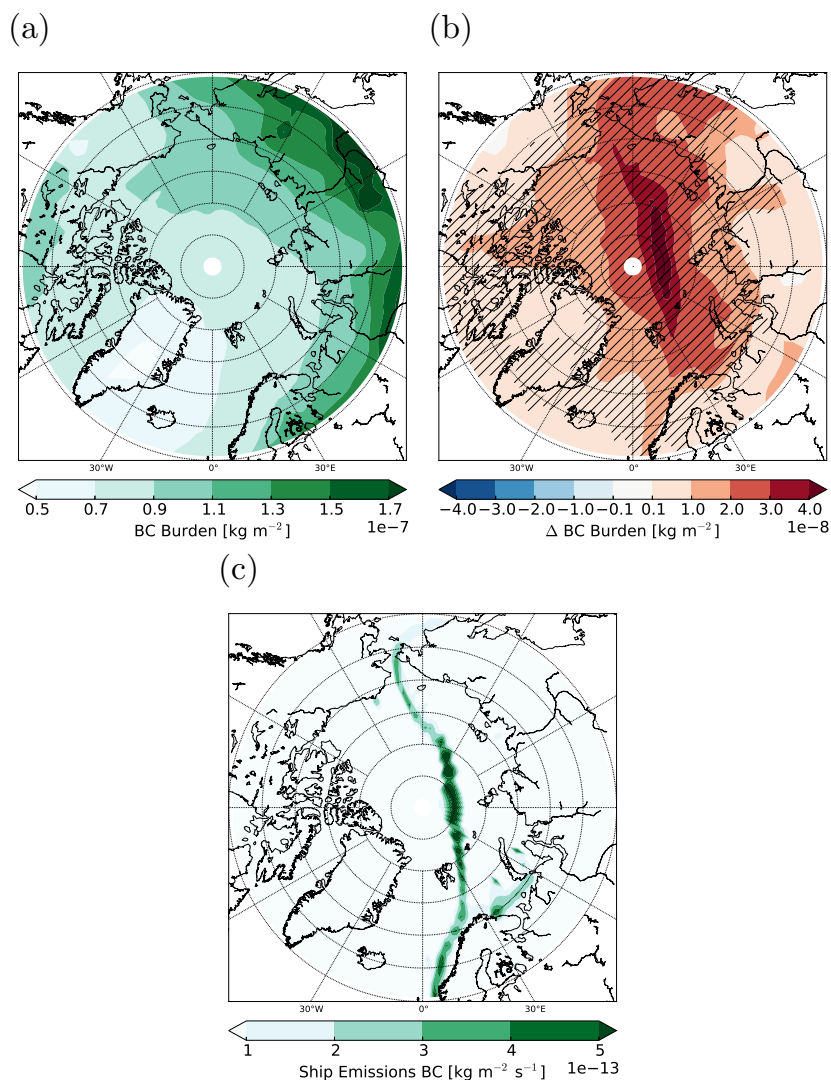 (a)
(b)
30°W 0° 30°E
30°W 0° 30°E
0.5 0.7 0.9 1.1 1.3 1.5 1.7
BC Burden [kg m⁻²] 1e−7
−4.0 −3.0 −2.0 −1.0 −0.1 0.1 1.0 2.0 3.0 4.0
Δ BC Burden [kg m⁻²] 1e−8
(c)
30°W 0° 30°E
1 2 3 4 5
Ship Emissions BC [kg m⁻² s⁻¹] 1e−13